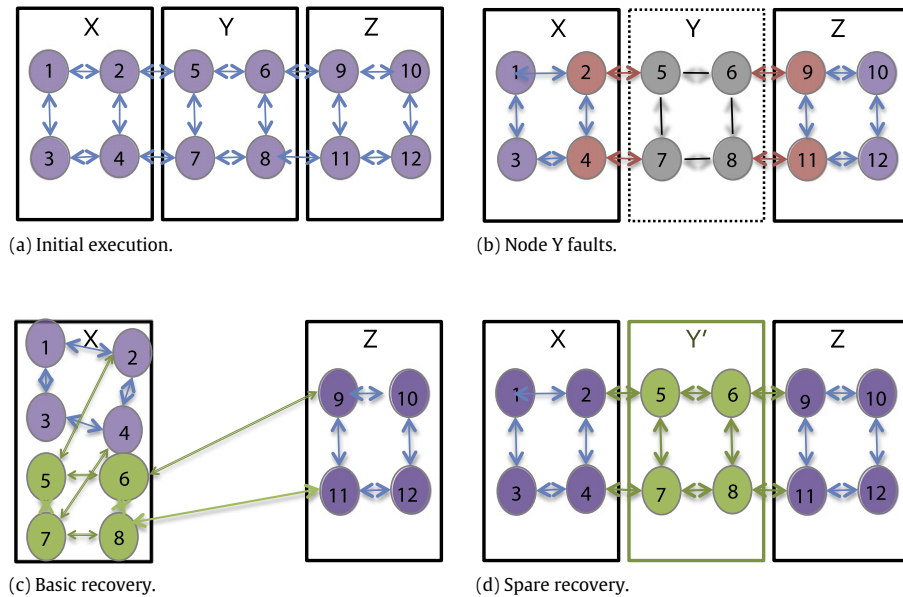 X Y Z
1 2 5 6 9 10
3 4 7 8 11 12
(a) Initial execution.
X Y Z
1 2 5 6 9 10
3 4 7 8 11 12
(b) Node Y faults.
X Z
1 2
3 4
9 10
5 6
11 12
7 8
(c) Basic recovery.
X Y′ Z
1 2 5 6 9 10
3 4 7 8 11 12
(d) Spare recovery.